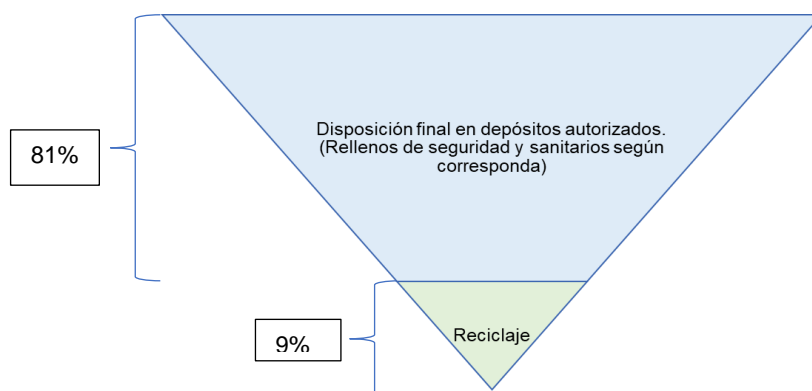 Disposición final en depósitos autorizados.
(Rellenos de seguridad y sanitarios según
corresponda)
81%
Reciclaje
9%